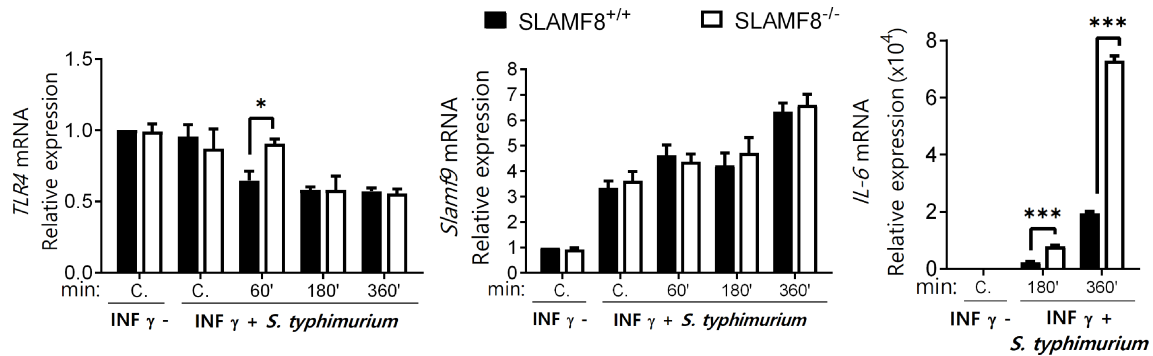 SLAMF8+/+ SLAMF8-/-
TLR4 mRNA
Relative expression
1.5
1.0
0.5
0.0
*
min: C. C. 60' 180' 360'
INF γ - INF γ + S. typhimurium
Slamf9 mRNA
Relative expression
8
7
6
5
4
3
2
1
0
min: C. C. 60' 180' 360'
INF γ - INF γ + S. typhimurium
IL-6 mRNA
Relative expression (x10⁴)
8
6
4
2
0
***
***
min: C. 180' 360'
INF γ - INF γ +
S. typhimurium